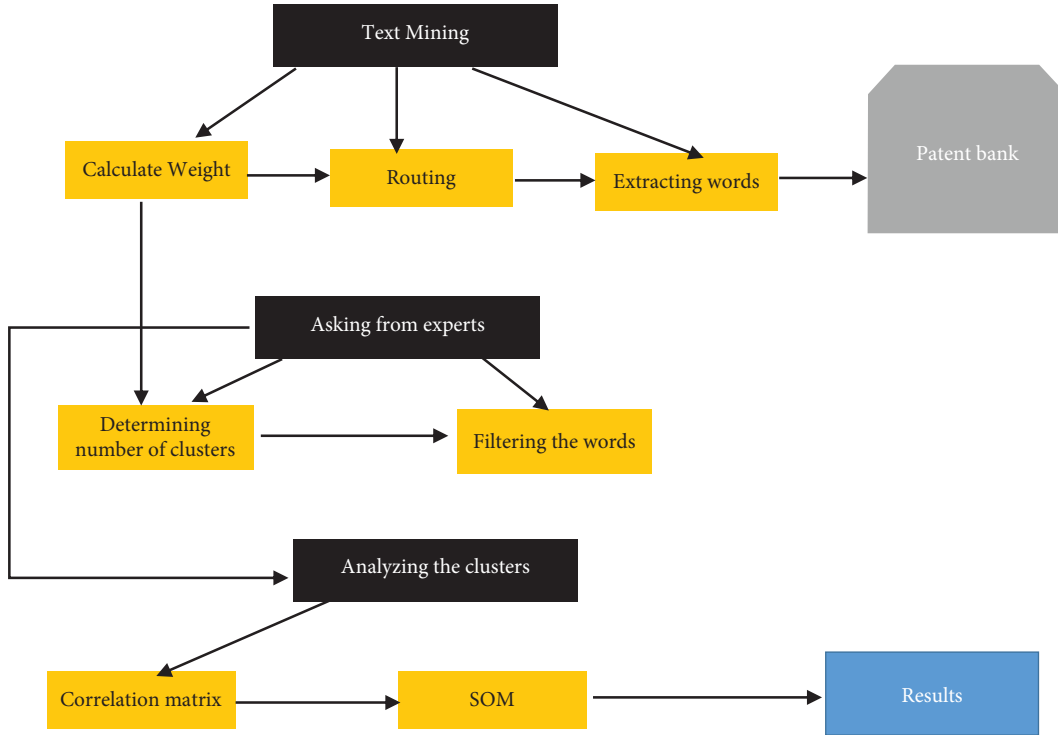 Text Mining
Calculate Weight
Routing
Extracting words
Patent bank
Asking from experts
Determining
number of clusters
Filtering the words
Analyzing the clusters
Correlation matrix
SOM
Results